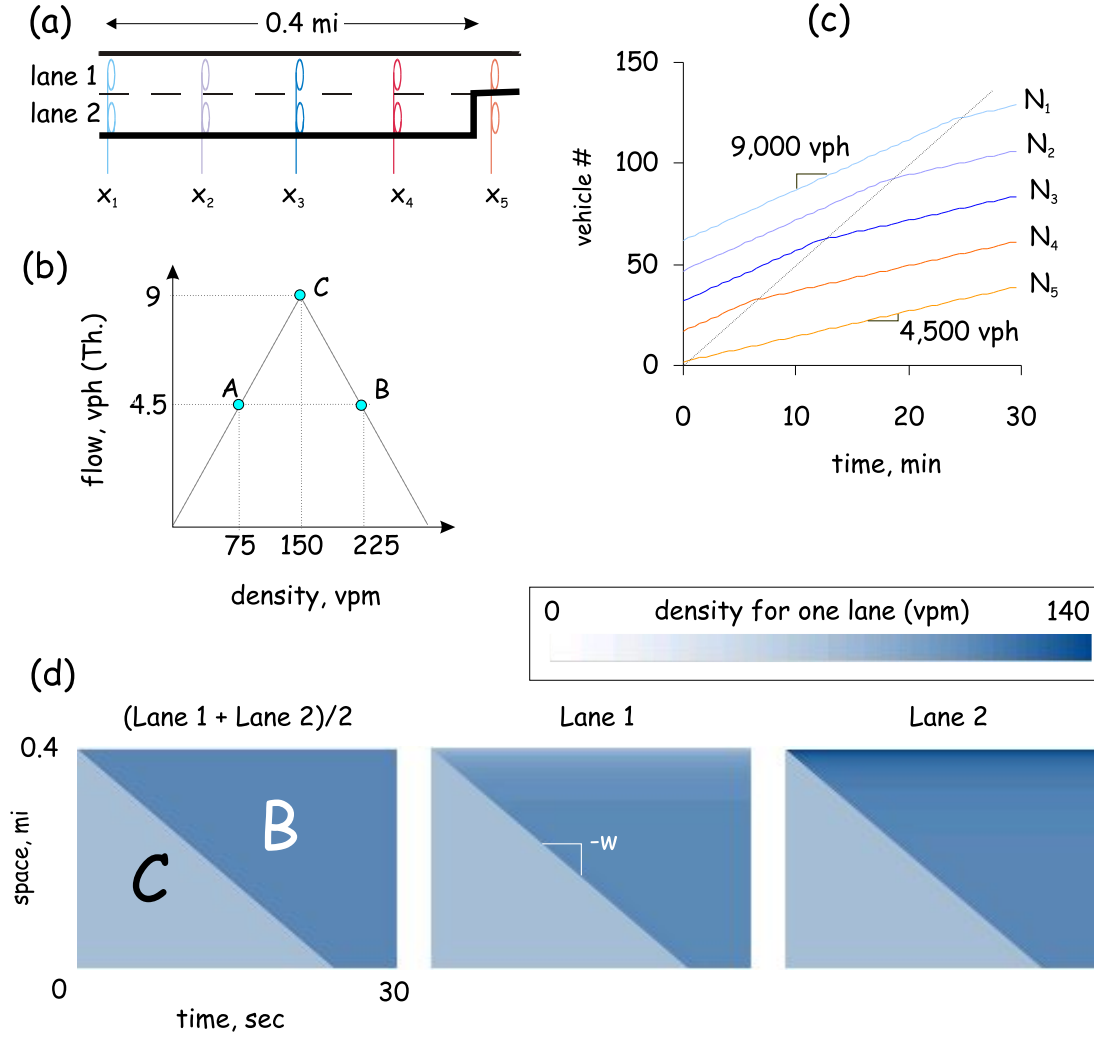 (a)
0.4 mi
lane 1
lane 2
x₁ x₂ x₃ x₄ x₅
(b)
9
4.5
flow, vph (Th.)
A
B
C
75 150 225
density, vpm
(c)
150
100
50
0
vehicle #
9,000 vph
4,500 vph
N₁
N₂
N₃
N₄
N₅
0 10 20 30
time, min
0 density for one lane (vpm) 140
(d)
(Lane 1 + Lane 2)/2 Lane 1 Lane 2
0.4
space, mi
B
C
-w
0 30
time, sec